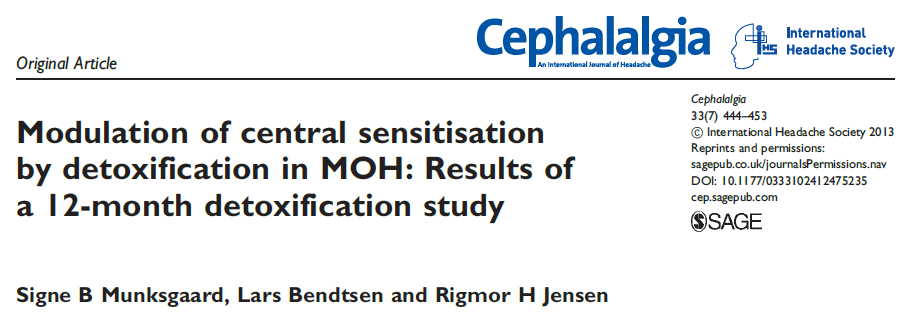 Original Article
Cephalalgia
An International Journal of Headache
IHS
International
Headache Society
Modulation of central sensitisation
by detoxification in MOH: Results of
a 12-month detoxification study
Cephalalgia
33(7) 444–453
© International Headache Society 2013
Reprints and permissions:
sagepub.co.uk/journalsPermissions.nav
DOI: 10.1177/0333102412475235
cep.sagepub.com
SAGE
Signe B Munksgaard, Lars Bendtsen and Rigmor H Jensen